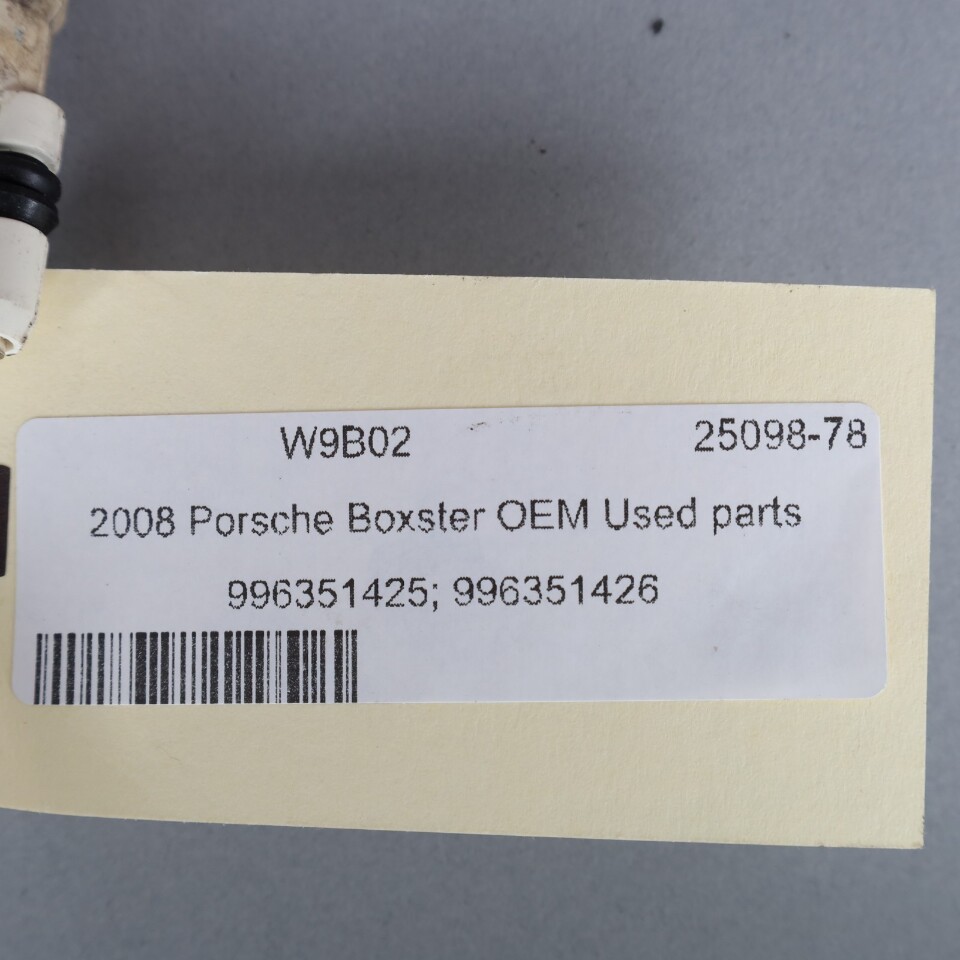 W9B02 25098-78
2008 Porsche Boxster OEM Used parts
996351425; 996351426